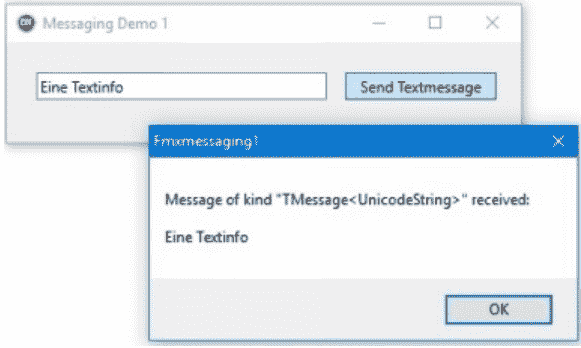 Messaging Demo 1
Eine Textinfo
Send Textmessage
Fmxmessaging1
Message of kind "TMessage<UnicodeString>" received:
Eine Textinfo
OK